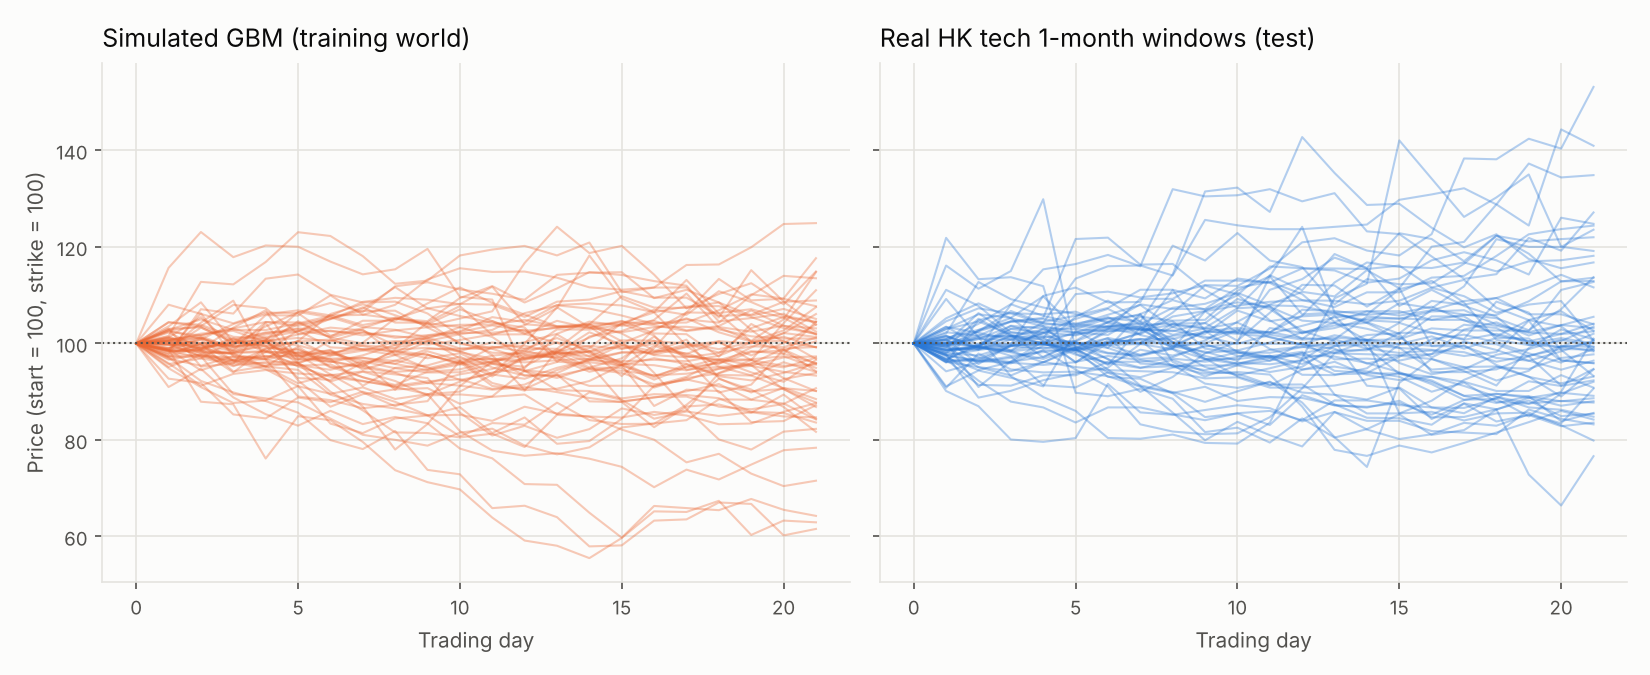 Simulated GBM (training world)
Real HK tech 1-month windows (test)
Price (start = 100, strike = 100)
140
120
100
80
60
0 5 10 15 20
0 5 10 15 20
Trading day
Trading day